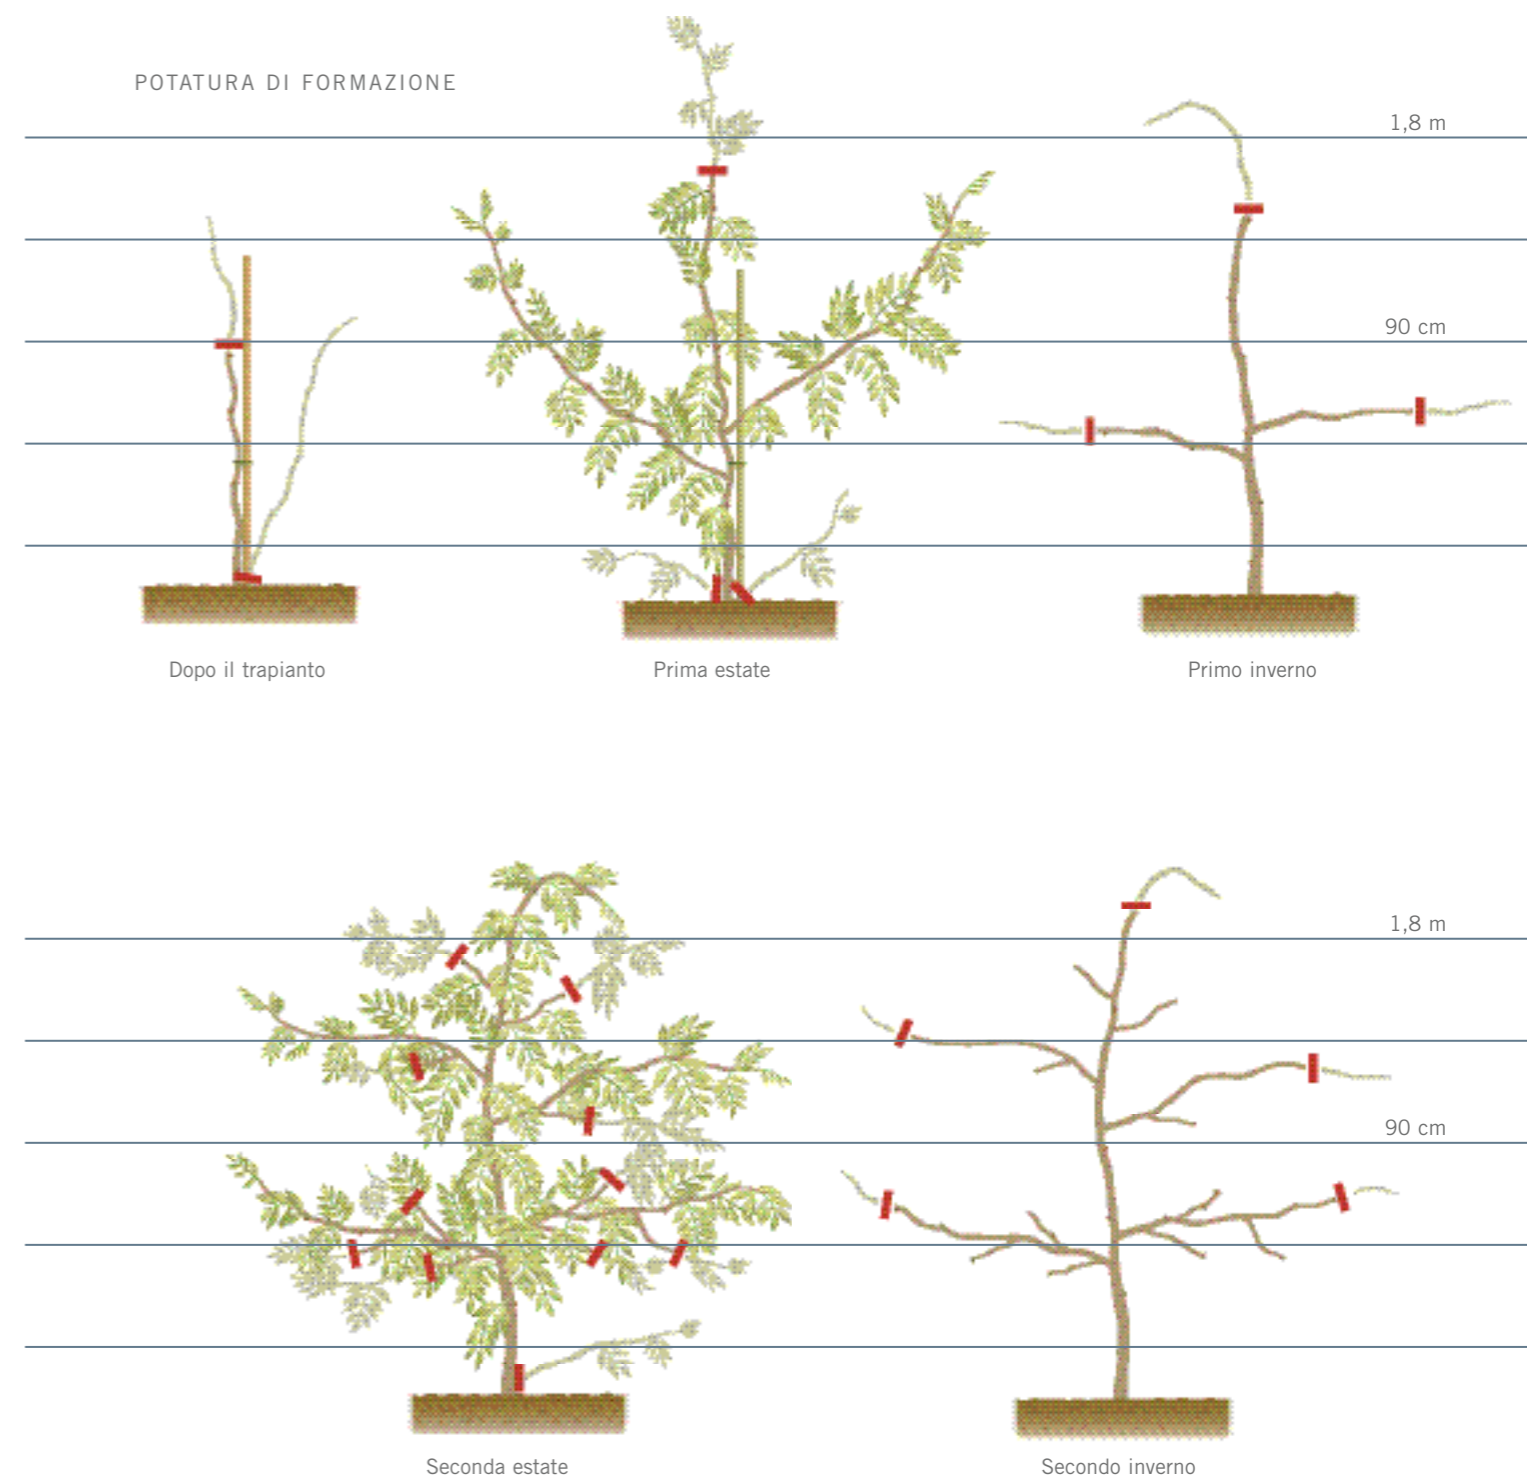 POTATURA DI FORMAZIONE
1,8 m
90 cm
Dopo il trapianto
Prima estate
Primo inverno
1,8 m
90 cm
Seconda estate
Secondo inverno